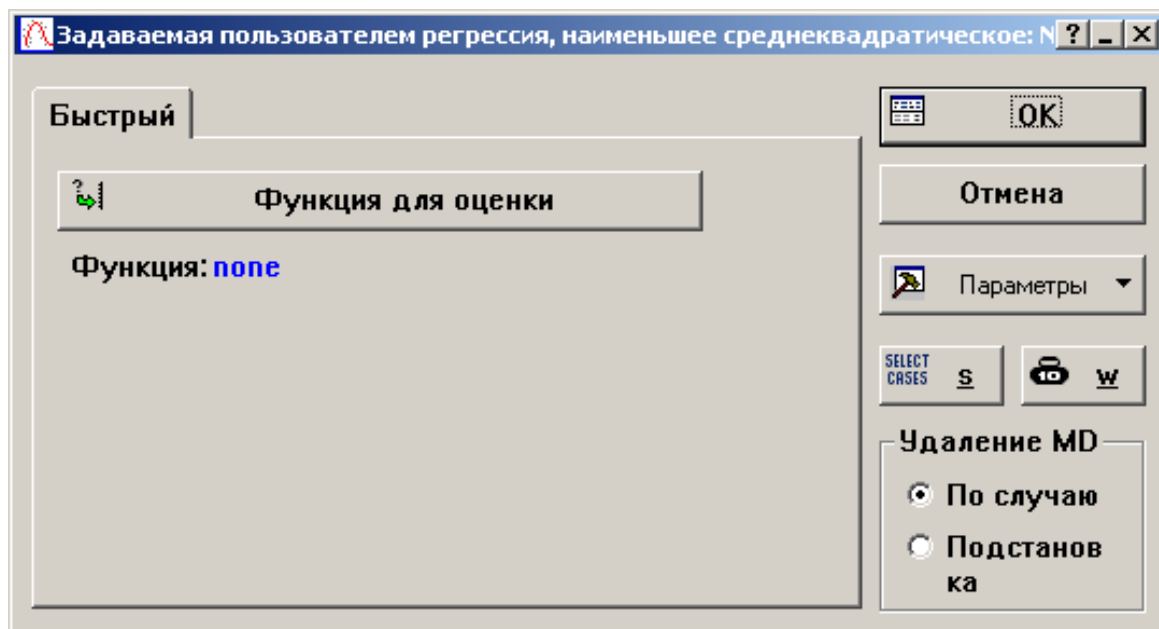 Задаваемая пользователем регрессия, наименьшее среднеквадратическое: N
Быстрый
Функция для оценки
Функция: none
OK
Отмена
Параметры
SELECT
CASES
S
10
W
Удаление MD
По случаю
Подстанов
ка